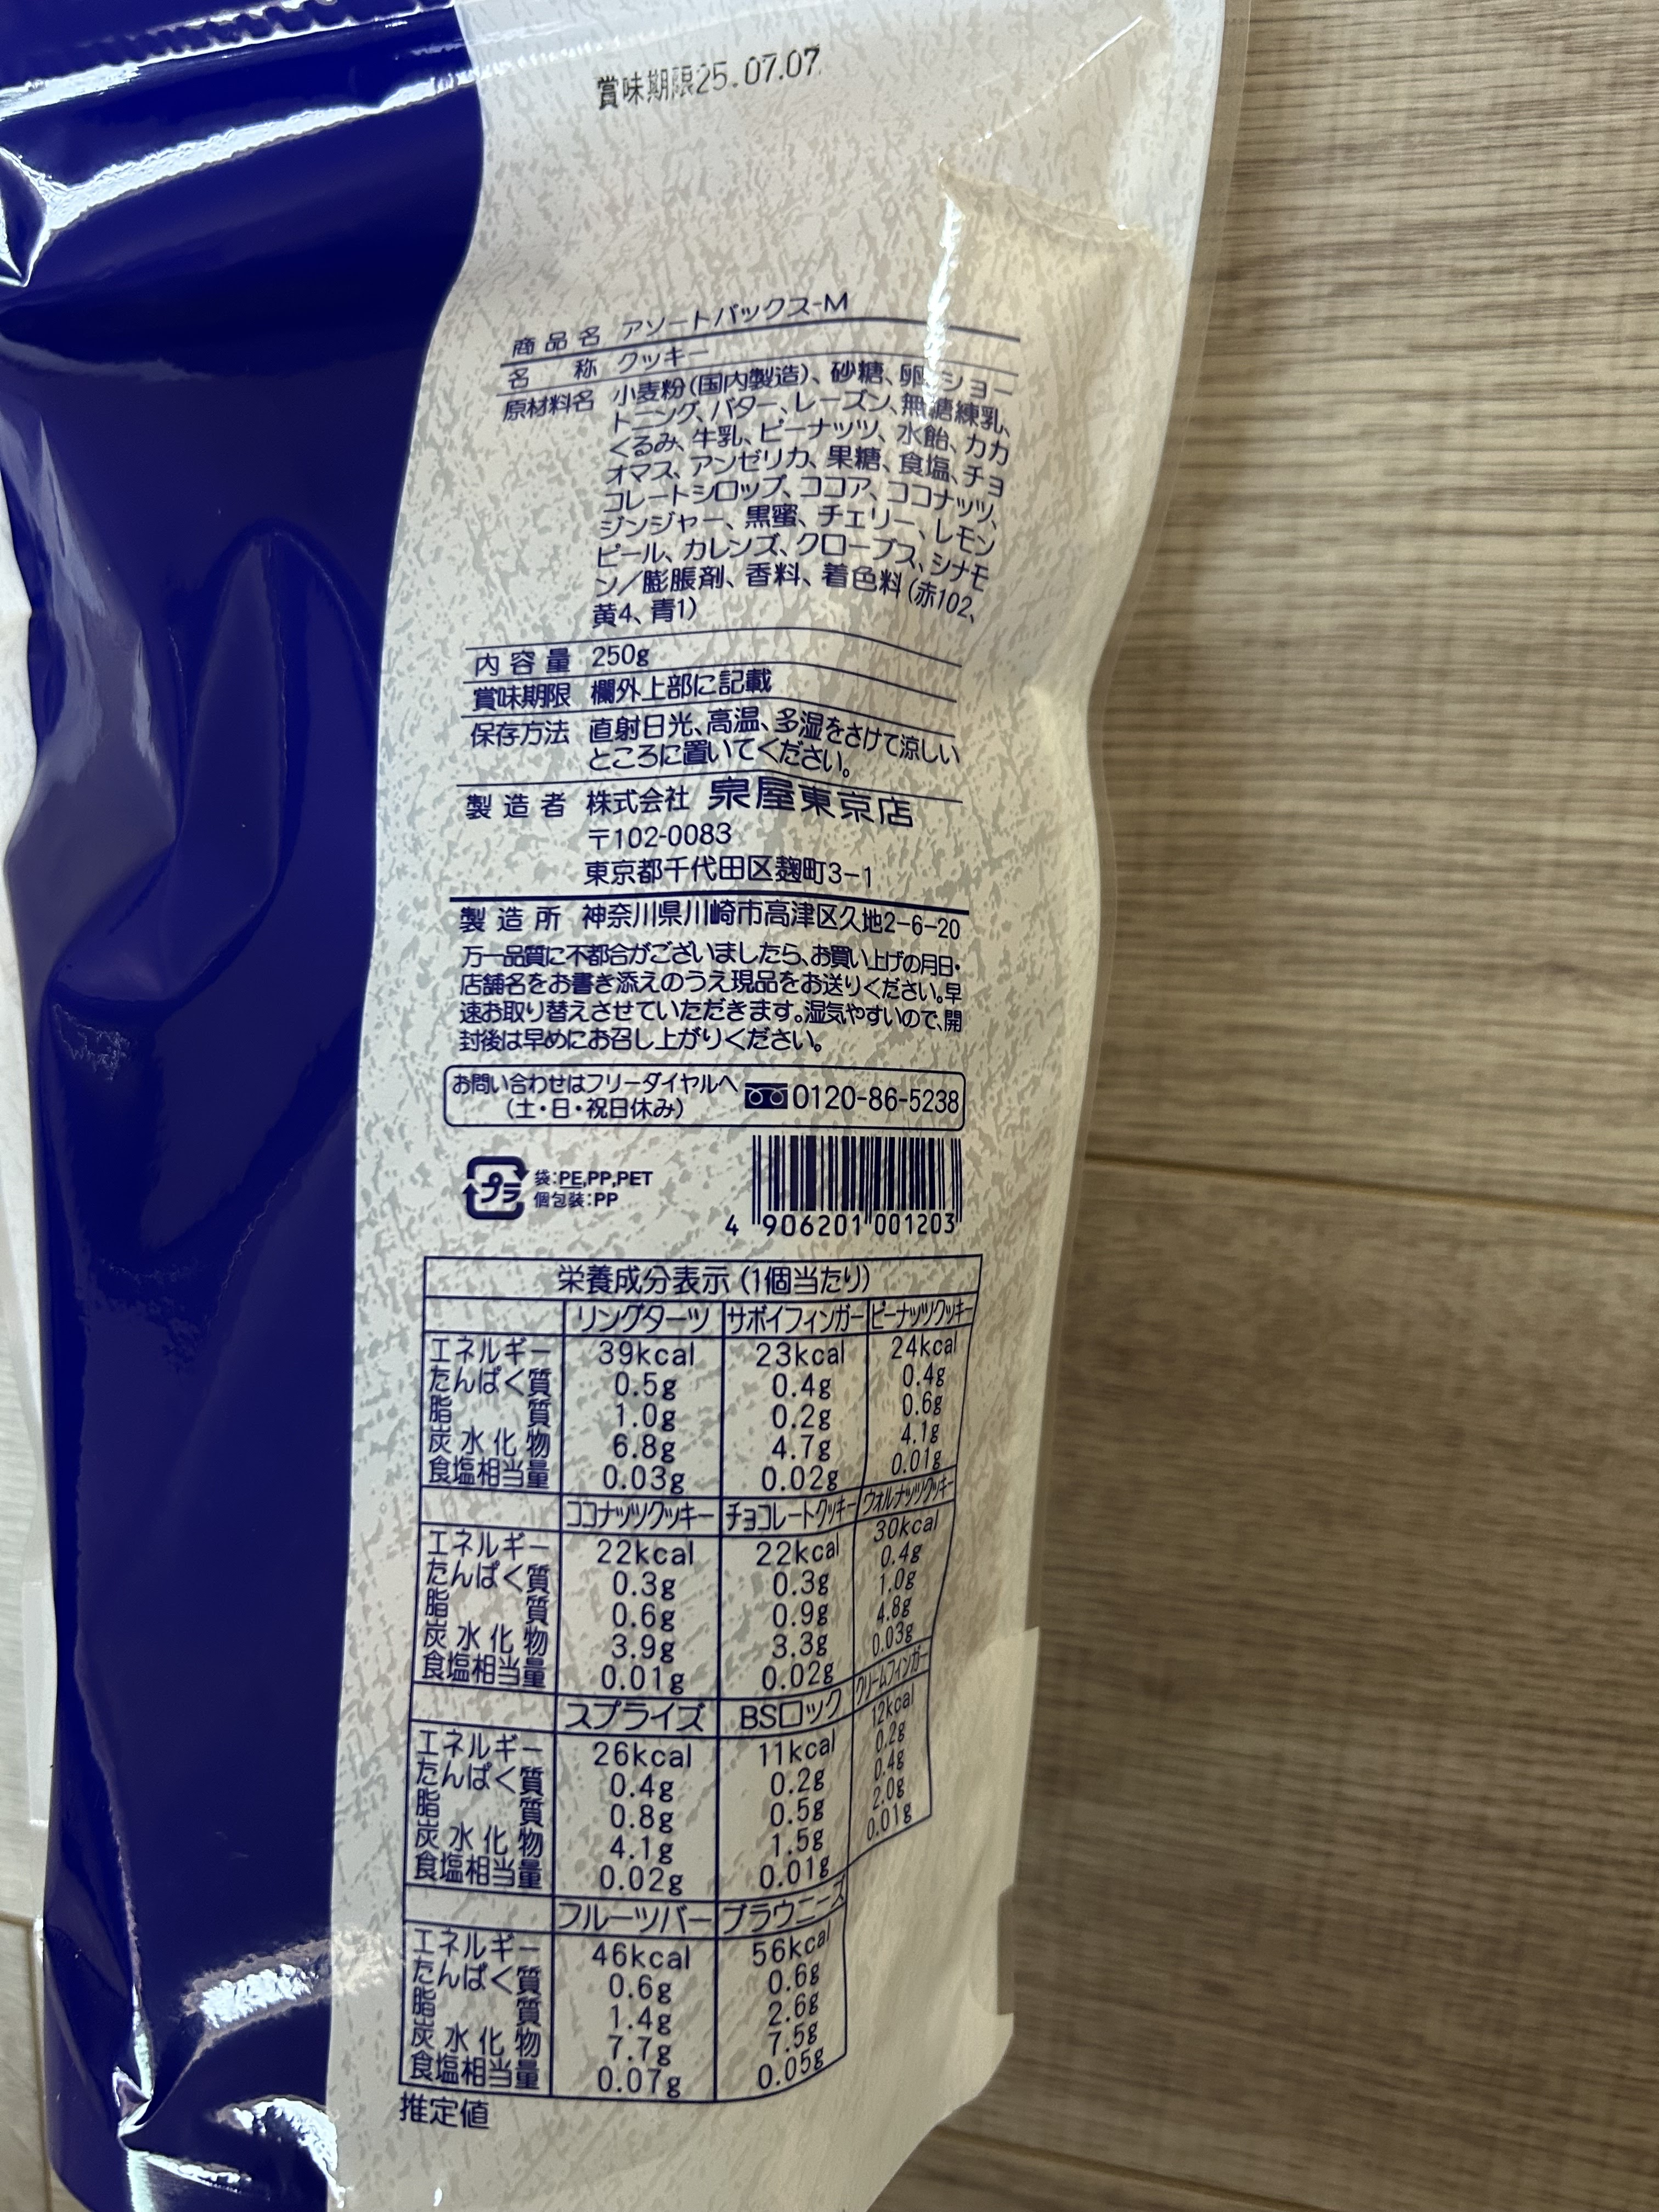 賞味期限25.07.07
商品名 アソートパックス-M
名称 クッキー
原材料名 小麦粉(国内製造)、砂糖、卵、ショー
トニング、バター、レーズン、無糖練乳、
くるみ、牛乳、ピーナッツ、水飴、カカ
オマス、アンゼリカ、果糖、食塩、チョ
コレートシロップ、ココア、ココナッツ、
ジンジャー、黒蜜、チェリー、レモン
ピール、カレンズ、クローブス、シナモ
ン/膨脹剤、香料、着色料(赤102、
黄4、青1)
内容量 250g
賞味期限 欄外上部に記載
保存方法 直射日光、高温、多湿をさけて涼しい
ところに置いてください。
製造者 株式会社 泉屋東京店
〒102-0083
東京都千代田区麹町3-1
製造所 神奈川県川崎市高津区久地2-6-20
万一品質に不都合がございましたら、お買い上げの月日・
店舗名をお書き添えのうえ現品をお送りください。早
速お取り替えさせていただきます。湿気やすいので、開
封後は早めにお召し上がりください。
お問い合わせはフリーダイヤルへ 0120-86-5238
(土・日・祝日休み)
プラ 袋:PE,PP,PET
個包装:PP
4 906201 001203
栄養成分表示(1個当たり)
リングターツ サボイフィンガー ピーナッツクッキー
エネルギー 39kcal 23kcal 24kcal
たんぱく質 0.5g 0.4g 0.4g
脂質 1.0g 0.2g 0.6g
炭水化物 6.8g 4.7g 4.1g
食塩相当量 0.03g 0.02g 0.01g
ココナッツクッキー チョコレートクッキー ウォルナッツクッキー
エネルギー 22kcal 22kcal 30kcal
たんぱく質 0.3g 0.3g 0.4g
脂質 0.6g 0.9g 1.0g
炭水化物 3.9g 3.3g 4.8g
食塩相当量 0.01g 0.02g 0.03g
スプライズ BSロック クリームフィンガー
エネルギー 26kcal 11kcal 12kcal
たんぱく質 0.4g 0.2g 0.2g
脂質 0.8g 0.5g 0.4g
炭水化物 4.1g 1.5g 2.0g
食塩相当量 0.02g 0.01g 0.01g
フルーツバー ブラウニーズ
エネルギー 46kcal 56kcal
たんぱく質 0.6g 0.6g
脂質 1.4g 2.6g
炭水化物 7.7g 7.5g
食塩相当量 0.07g 0.05g
推定値